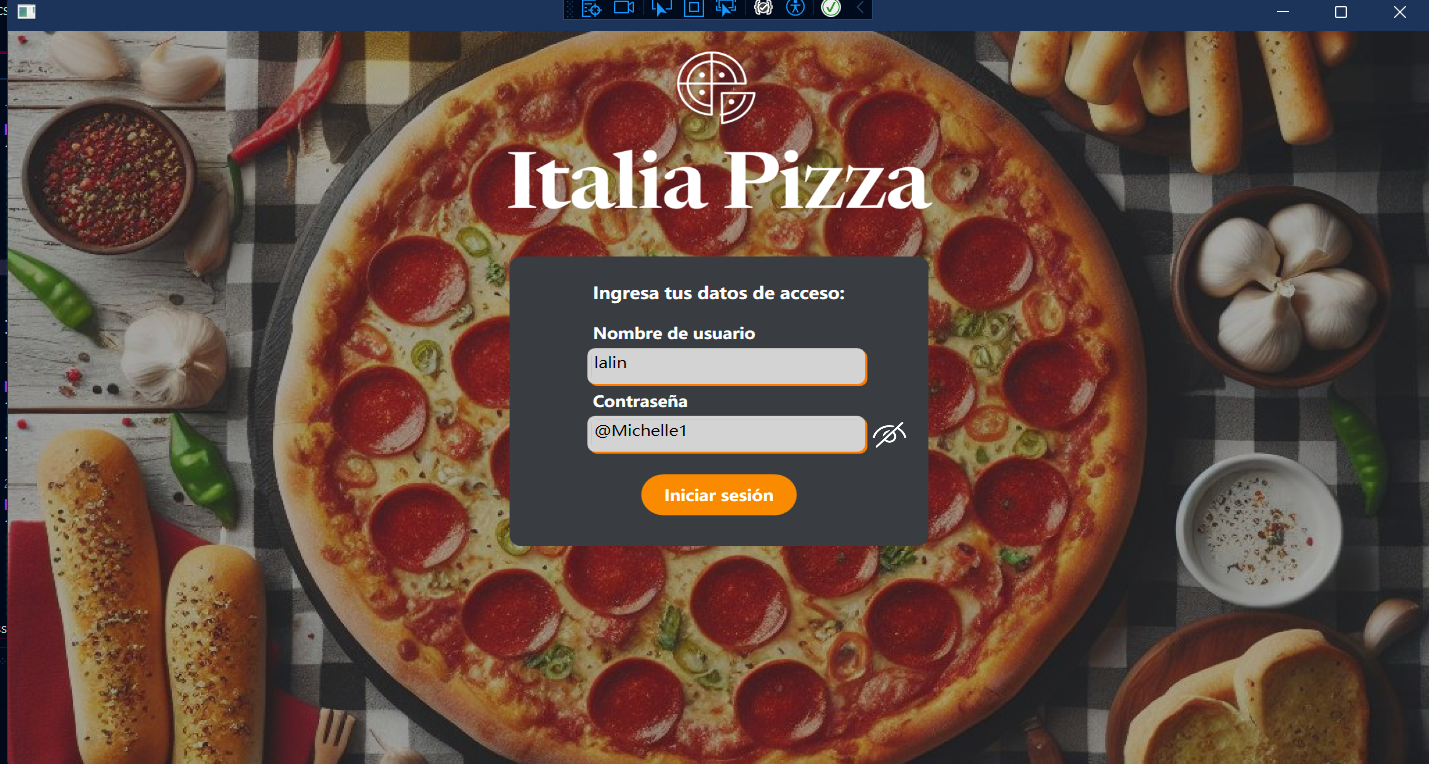 Italia Pizza
Ingresa tus datos de acceso:
Nombre de usuario
lalin
Contraseña
@Michelle1
Iniciar sesión